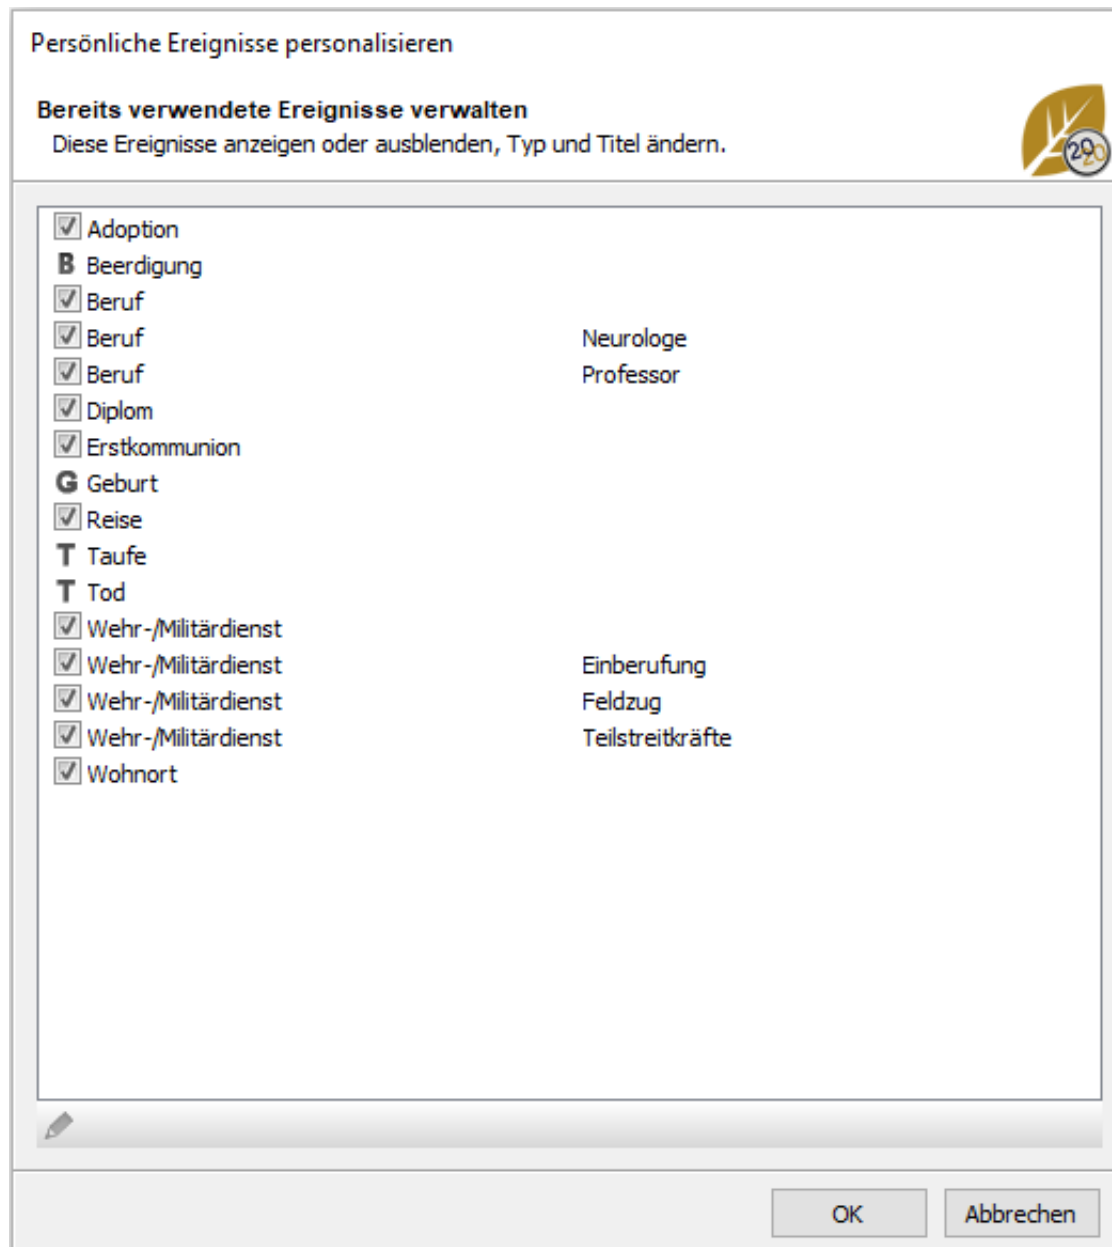 Persönliche Ereignisse personalisieren
Bereits verwendete Ereignisse verwalten
Diese Ereignisse anzeigen oder ausblenden, Typ und Titel ändern.
2020
Adoption
B Beerdigung
Beruf
Beruf Neurologe
Beruf Professor
Diplom
Erstkommunion
G Geburt
Reise
T Taufe
T Tod
Wehr-/Militärdienst
Wehr-/Militärdienst Einberufung
Wehr-/Militärdienst Feldzug
Wehr-/Militärdienst Teilstreitkräfte
Wohnort
OK Abbrechen